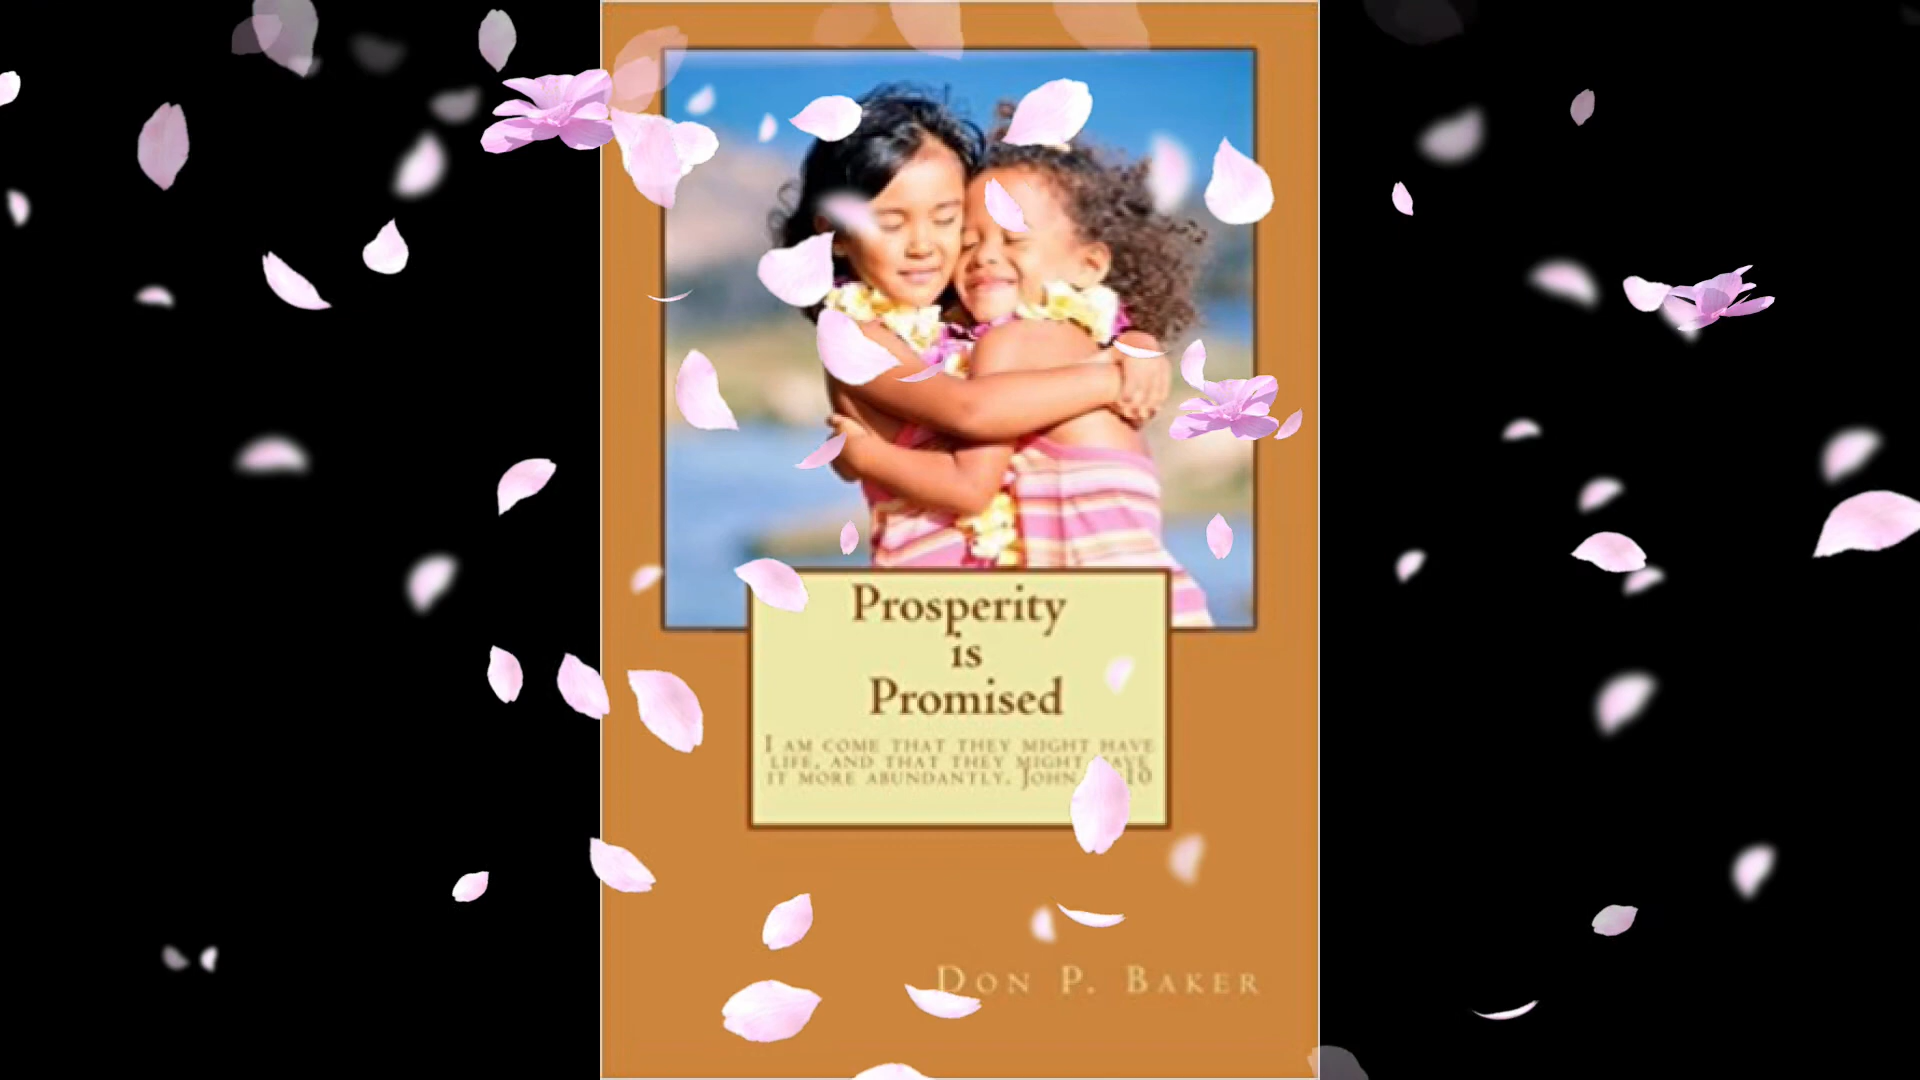 Prosperity
is
Promised
I am come that they might have
life, and that they might have
it more abundantly. John 10
Don P. Baker